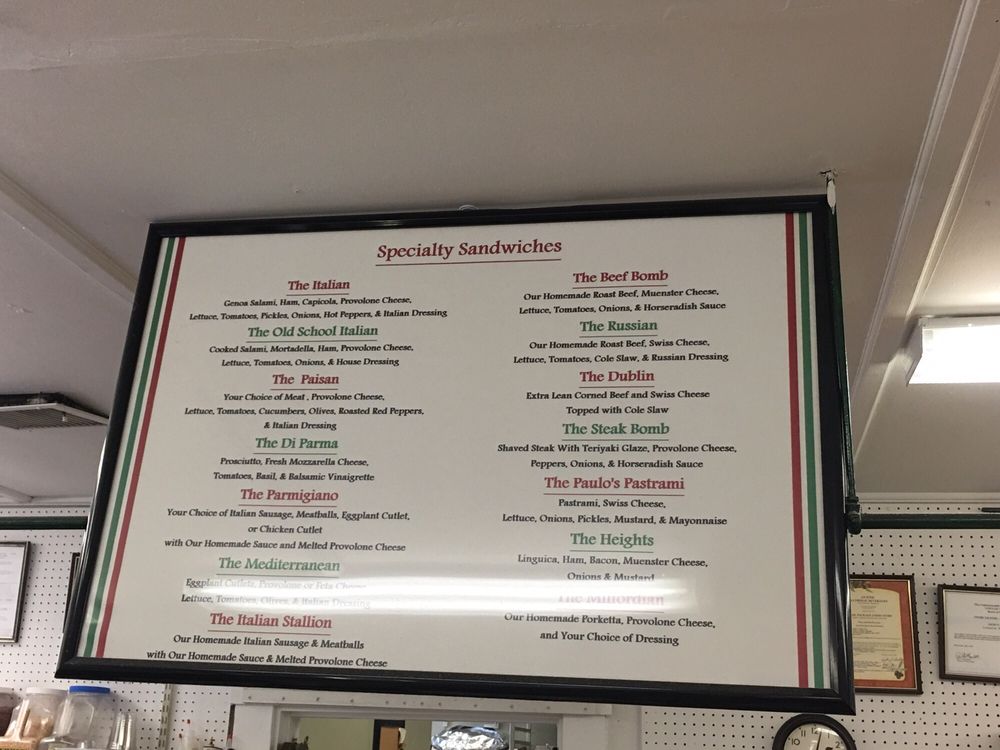 Specialty Sandwiches
The Italian
Genoa Salami, Ham, Capicola, Provolone Cheese,
Lettuce, Tomatoes, Pickles, Onions, Hot Peppers, & Italian Dressing
The Old School Italian
Cooked Salami, Mortadella, Ham, Provolone Cheese,
Lettuce, Tomatoes, Onions, & House Dressing
The Paisan
Your Choice of Meat , Provolone Cheese,
Lettuce, Tomatoes, Cucumbers, Olives, Roasted Red Peppers,
& Italian Dressing
The Di Parma
Prosciutto, Fresh Mozzarella Cheese,
Tomatoes, Basil, & Balsamic Vinaigrette
The Parmigiano
Your Choice of Italian Sausage, Meatballs, Eggplant Cutlet,
or Chicken Cutlet
with Our Homemade Sauce and Melted Provolone Cheese
The Mediterranean
Eggplant Cutlets, Provolone or Feta Cheese
Lettuce, Tomatoes, Olives, & Italian Dressing
The Italian Stallion
Our Homemade Italian Sausage & Meatballs
with Our Homemade Sauce & Melted Provolone Cheese
The Beef Bomb
Our Homemade Roast Beef, Muenster Cheese,
Lettuce, Tomatoes, Onions, & Horseradish Sauce
The Russian
Our Homemade Roast Beef, Swiss Cheese,
Lettuce, Tomatoes, Cole Slaw, & Russian Dressing
The Dublin
Extra Lean Corned Beef and Swiss Cheese
Topped with Cole Slaw
The Steak Bomb
Shaved Steak With Teriyaki Glaze, Provolone Cheese,
Peppers, Onions, & Horseradish Sauce
The Paulo's Pastrami
Pastrami, Swiss Cheese,
Lettuce, Onions, Pickles, Mustard, & Mayonnaise
The Heights
Linguica, Ham, Bacon, Muenster Cheese,
Onions & Mustard
The Milfordian
Our Homemade Porketta, Provolone Cheese,
and Your Choice of Dressing